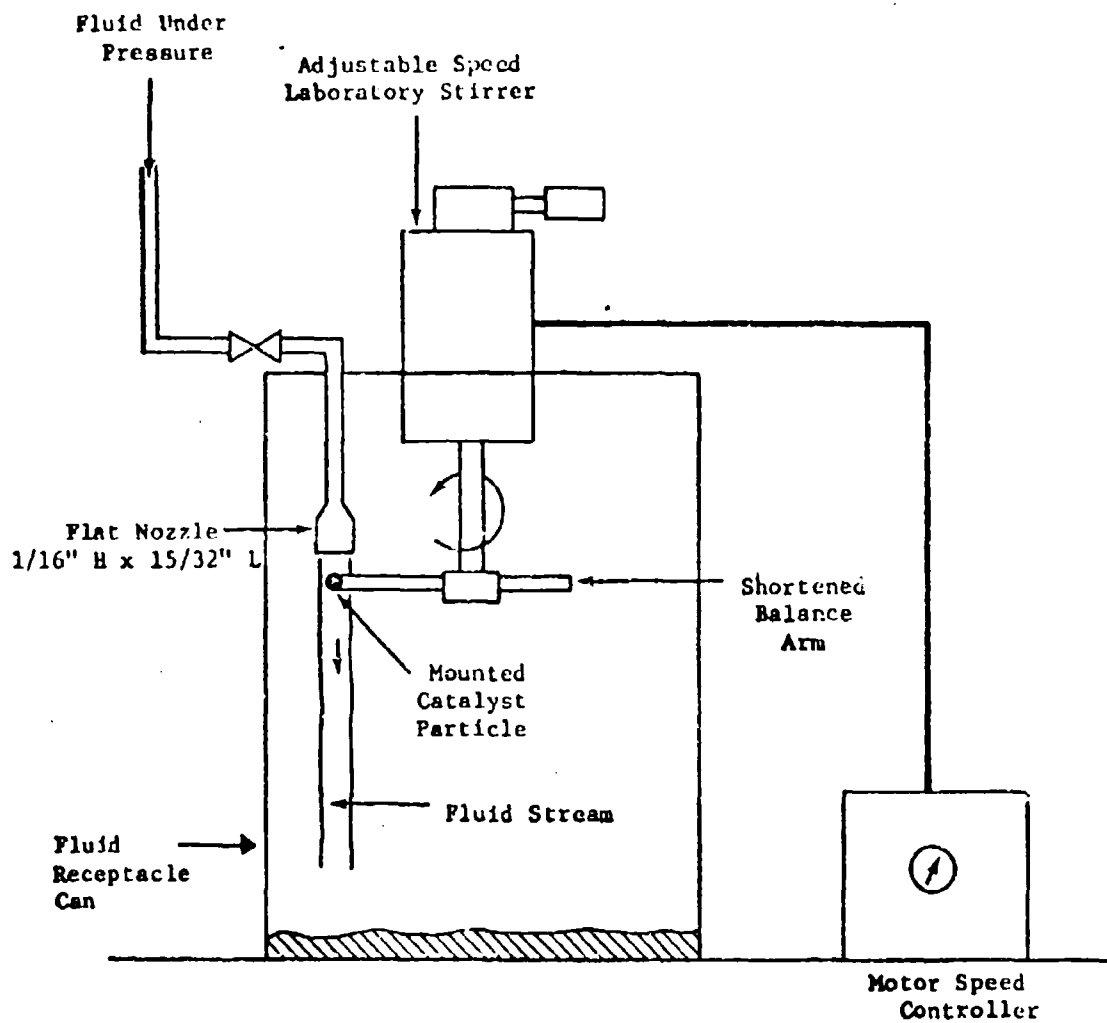 Fluid Under
Pressure
Adjustable Speed
Laboratory Stirrer
Flat Nozzle
1/16" H x 15/32" L
Shortened
Balance
Arm
Mounted
Catalyst
Particle
Fluid Stream
Fluid
Receptacle
Can
Motor Speed
Controller